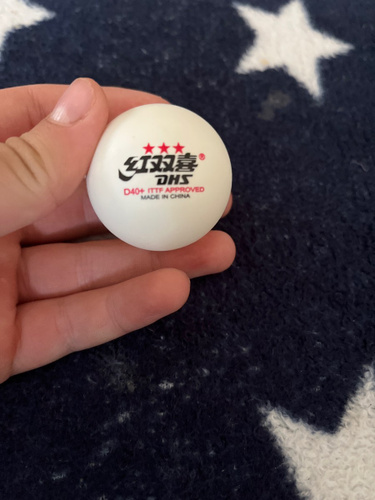 ★★★
红双喜®
DHS
D40+ ITTF APPROVED
MADE IN CHINA